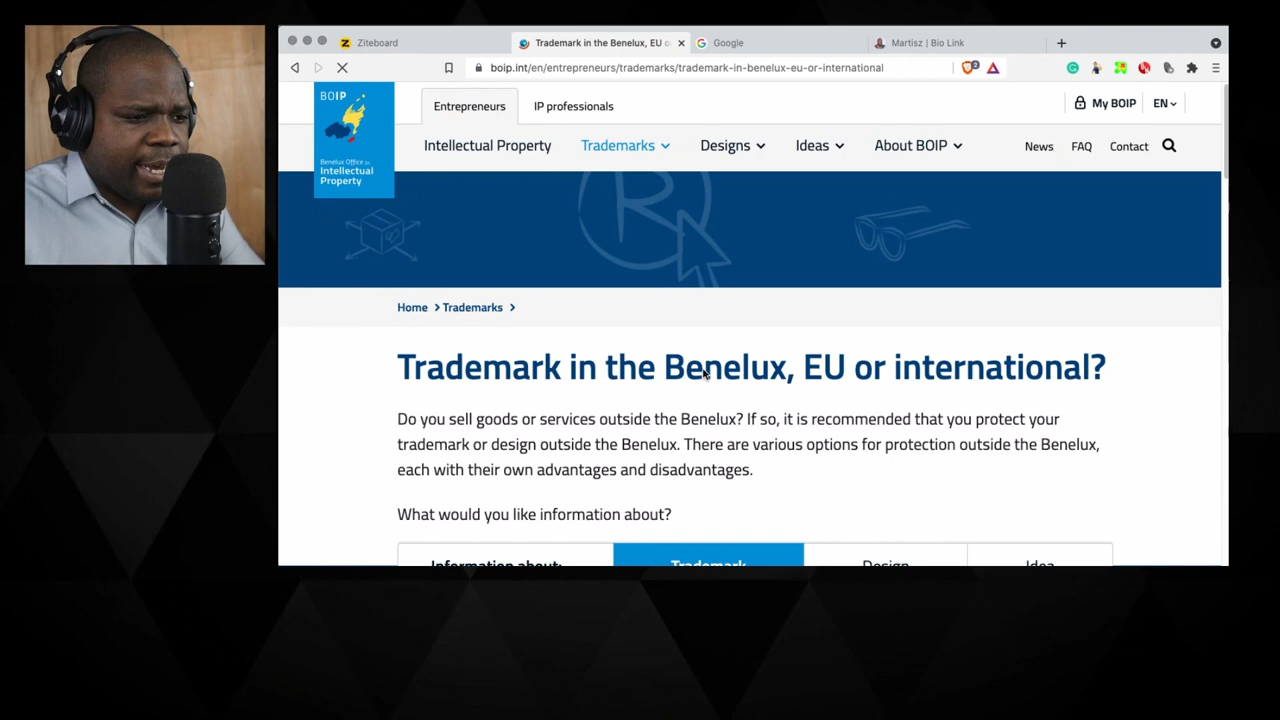 Ziteboard
Trademark in the Benelux, EU o
Google
Martisz | Bio Link
boip.int/en/entrepreneurs/trademarks/trademark-in-benelux-eu-or-international
BOIP
Benelux Office for
Intellectual
Property
Entrepreneurs
IP professionals
My BOIP
EN
Intellectual Property
Trademarks
Designs
Ideas
About BOIP
News
FAQ
Contact
R
Home > Trademarks >
Trademark in the Benelux, EU or international?
Do you sell goods or services outside the Benelux? If so, it is recommended that you protect your
trademark or design outside the Benelux. There are various options for protection outside the Benelux,
each with their own advantages and disadvantages.
What would you like information about?
Information about:
Trademark
Design
Idea